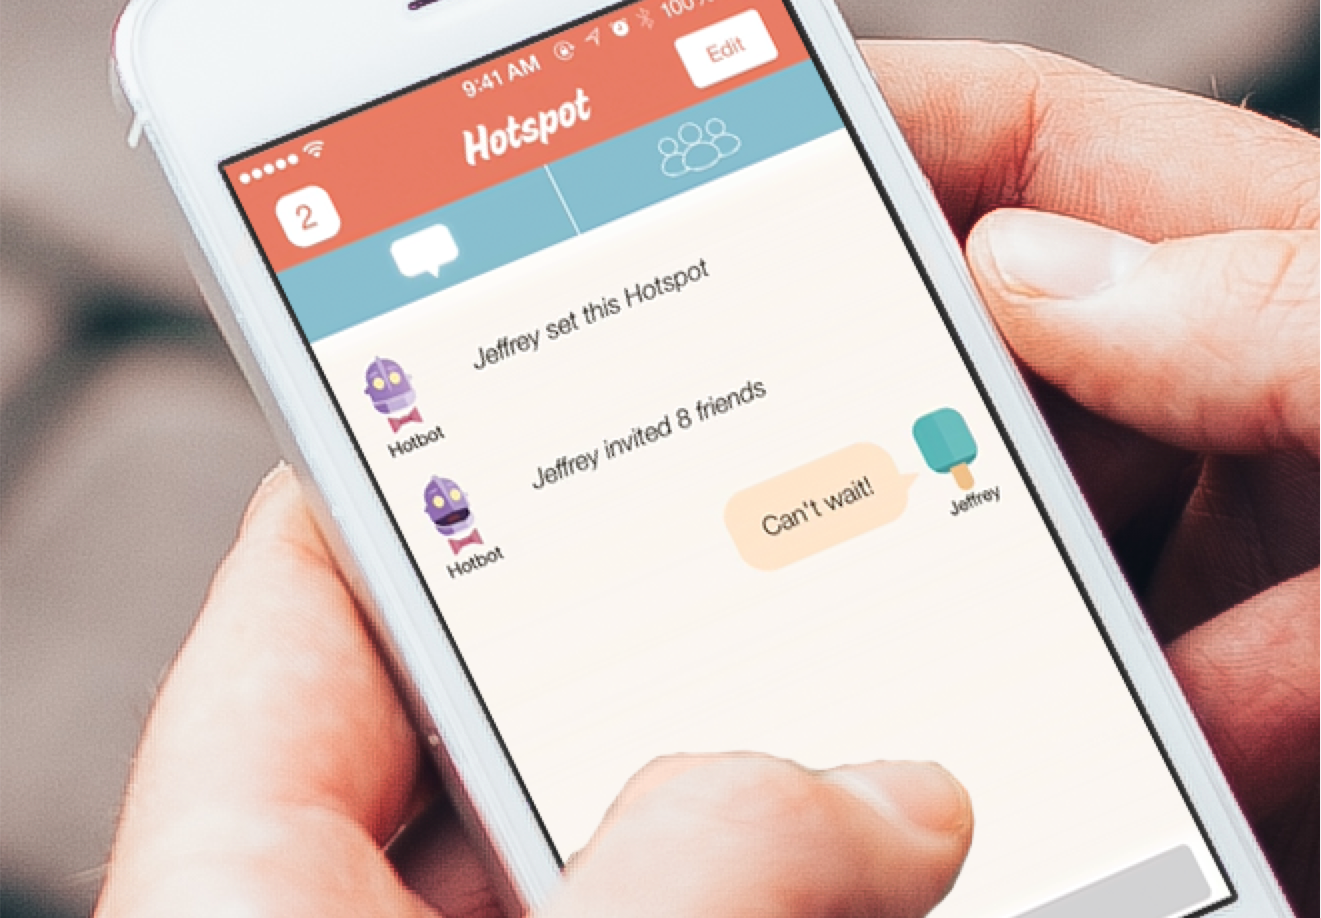 9:41 AM
100%
Edit
Hotspot
2
Jeffrey set this Hotspot
Hotbot
Jeffrey invited 8 friends
Hotbot
Can't wait!
Jeffrey